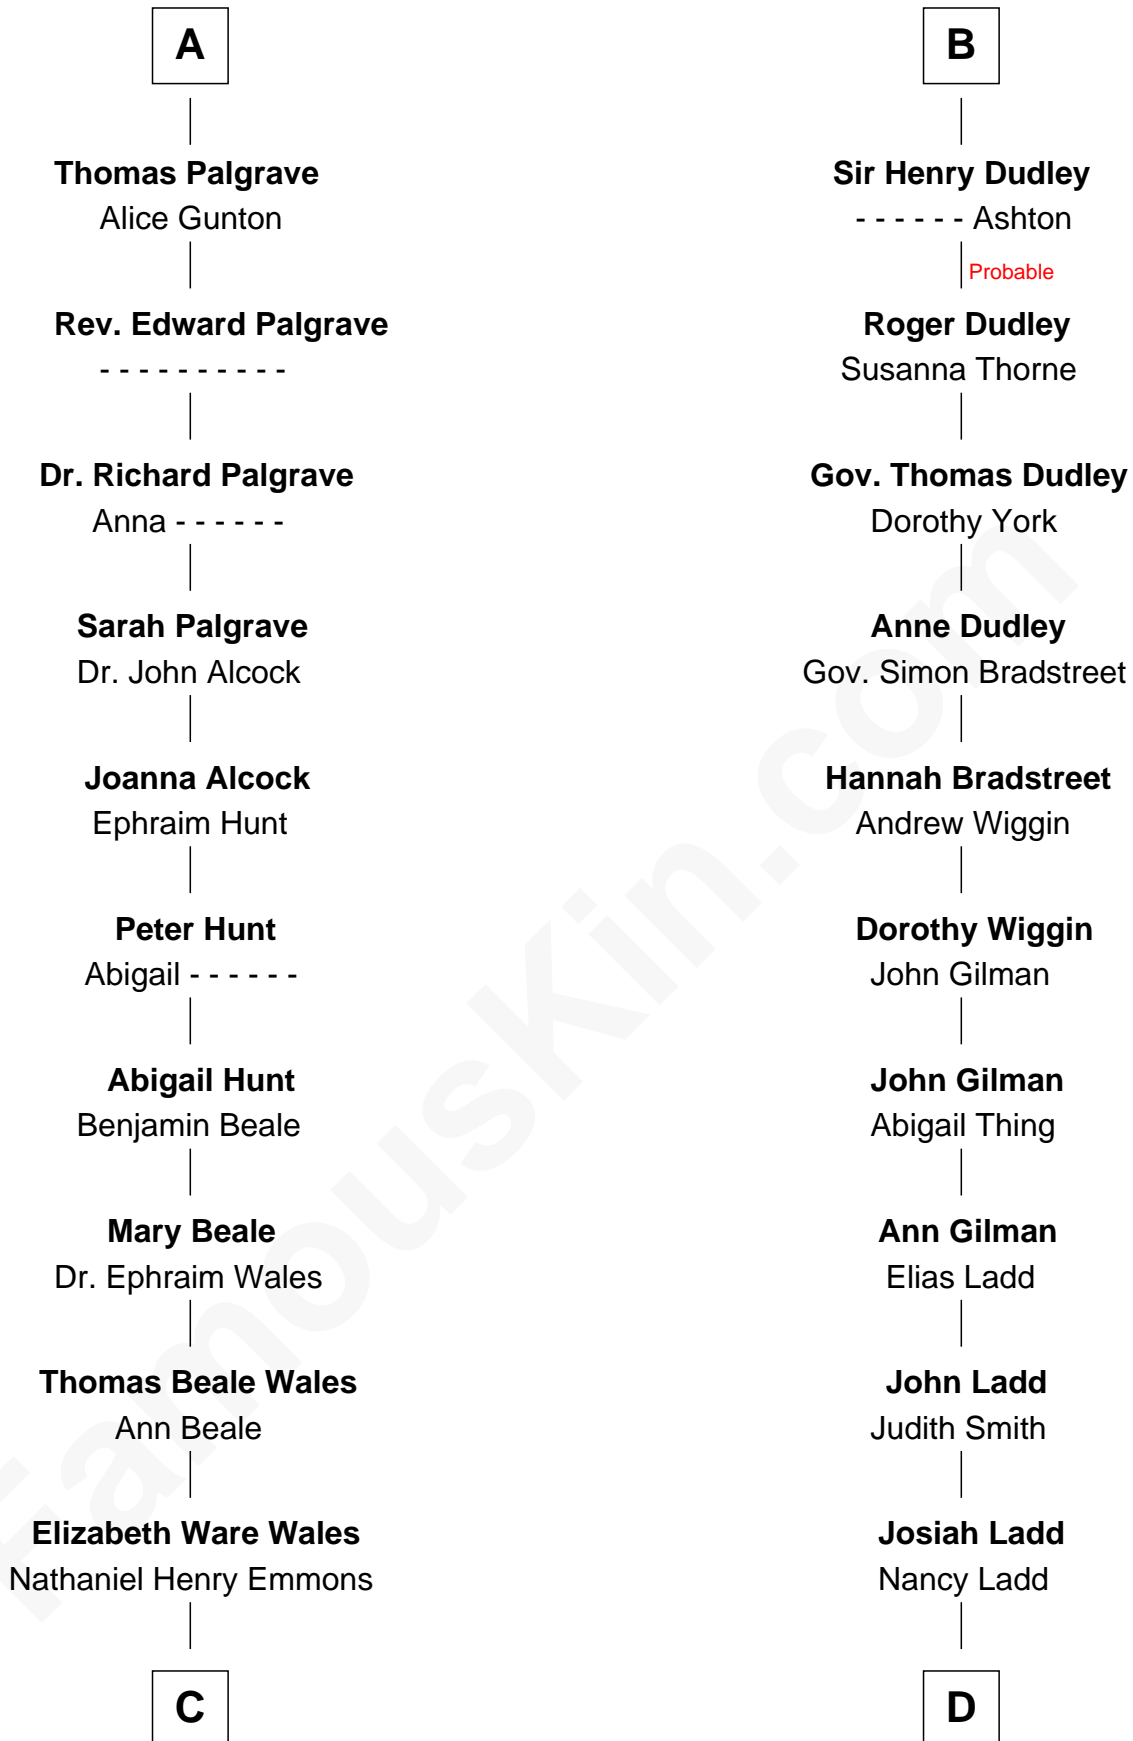 A
Thomas Palgrave
Alice Gunton
Rev. Edward Palgrave
- - - - - - - - - -
Dr. Richard Palgrave
Anna - - - - - -
Sarah Palgrave
Dr. John Alcock
Joanna Alcock
Ephraim Hunt
Peter Hunt
Abigail - - - - - -
Abigail Hunt
Benjamin Beale
Mary Beale
Dr. Ephraim Wales
Thomas Beale Wales
Ann Beale
Elizabeth Ware Wales
Nathaniel Henry Emmons
C
B
Sir Henry Dudley
- - - - - - Ashton
Probable
Roger Dudley
Susanna Thorne
Gov. Thomas Dudley
Dorothy York
Anne Dudley
Gov. Simon Bradstreet
Hannah Bradstreet
Andrew Wiggin
Dorothy Wiggin
John Gilman
John Gilman
Abigail Thing
Ann Gilman
Elias Ladd
John Ladd
Judith Smith
Josiah Ladd
Nancy Ladd
D
FamousKin.com